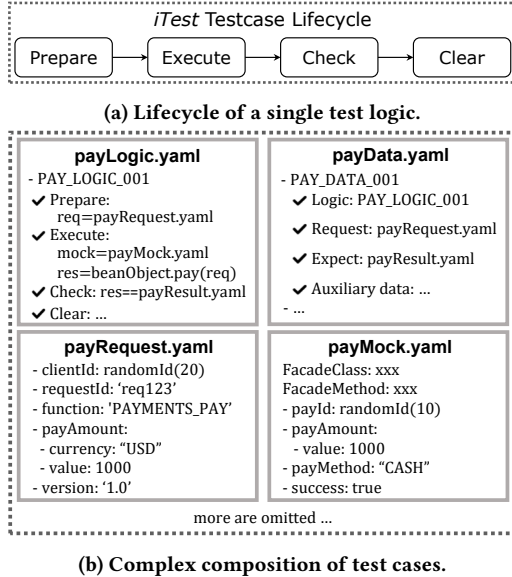 iTest Testcase Lifecycle
Prepare
Execute
Check
Clear
(a) Lifecycle of a single test logic.
payLogic.yaml
- PAY_LOGIC_001
✔ Prepare:
req=payRequest.yaml
✔ Execute:
mock=payMock.yaml
res=beanObject.pay(req)
✔ Check: res==payResult.yaml
✔ Clear: ...
payData.yaml
- PAY_DATA_001
✔ Logic: PAY_LOGIC_001
✔ Request: payRequest.yaml
✔ Expect: payResult.yaml
✔ Auxiliary data: ...
- ...
payRequest.yaml
- clientId: randomId(20)
- requestId: ‘req123’
- function: 'PAYMENTS_PAY’
- payAmount:
- currency: “USD”
- value: 1000
- version: ‘1.0’
payMock.yaml
FacadeClass: xxx
FacadeMethod: xxx
- payId: randomId(10)
- payAmount:
- value: 1000
- payMethod: “CASH”
- success: true
more are omitted ...
(b) Complex composition of test cases.